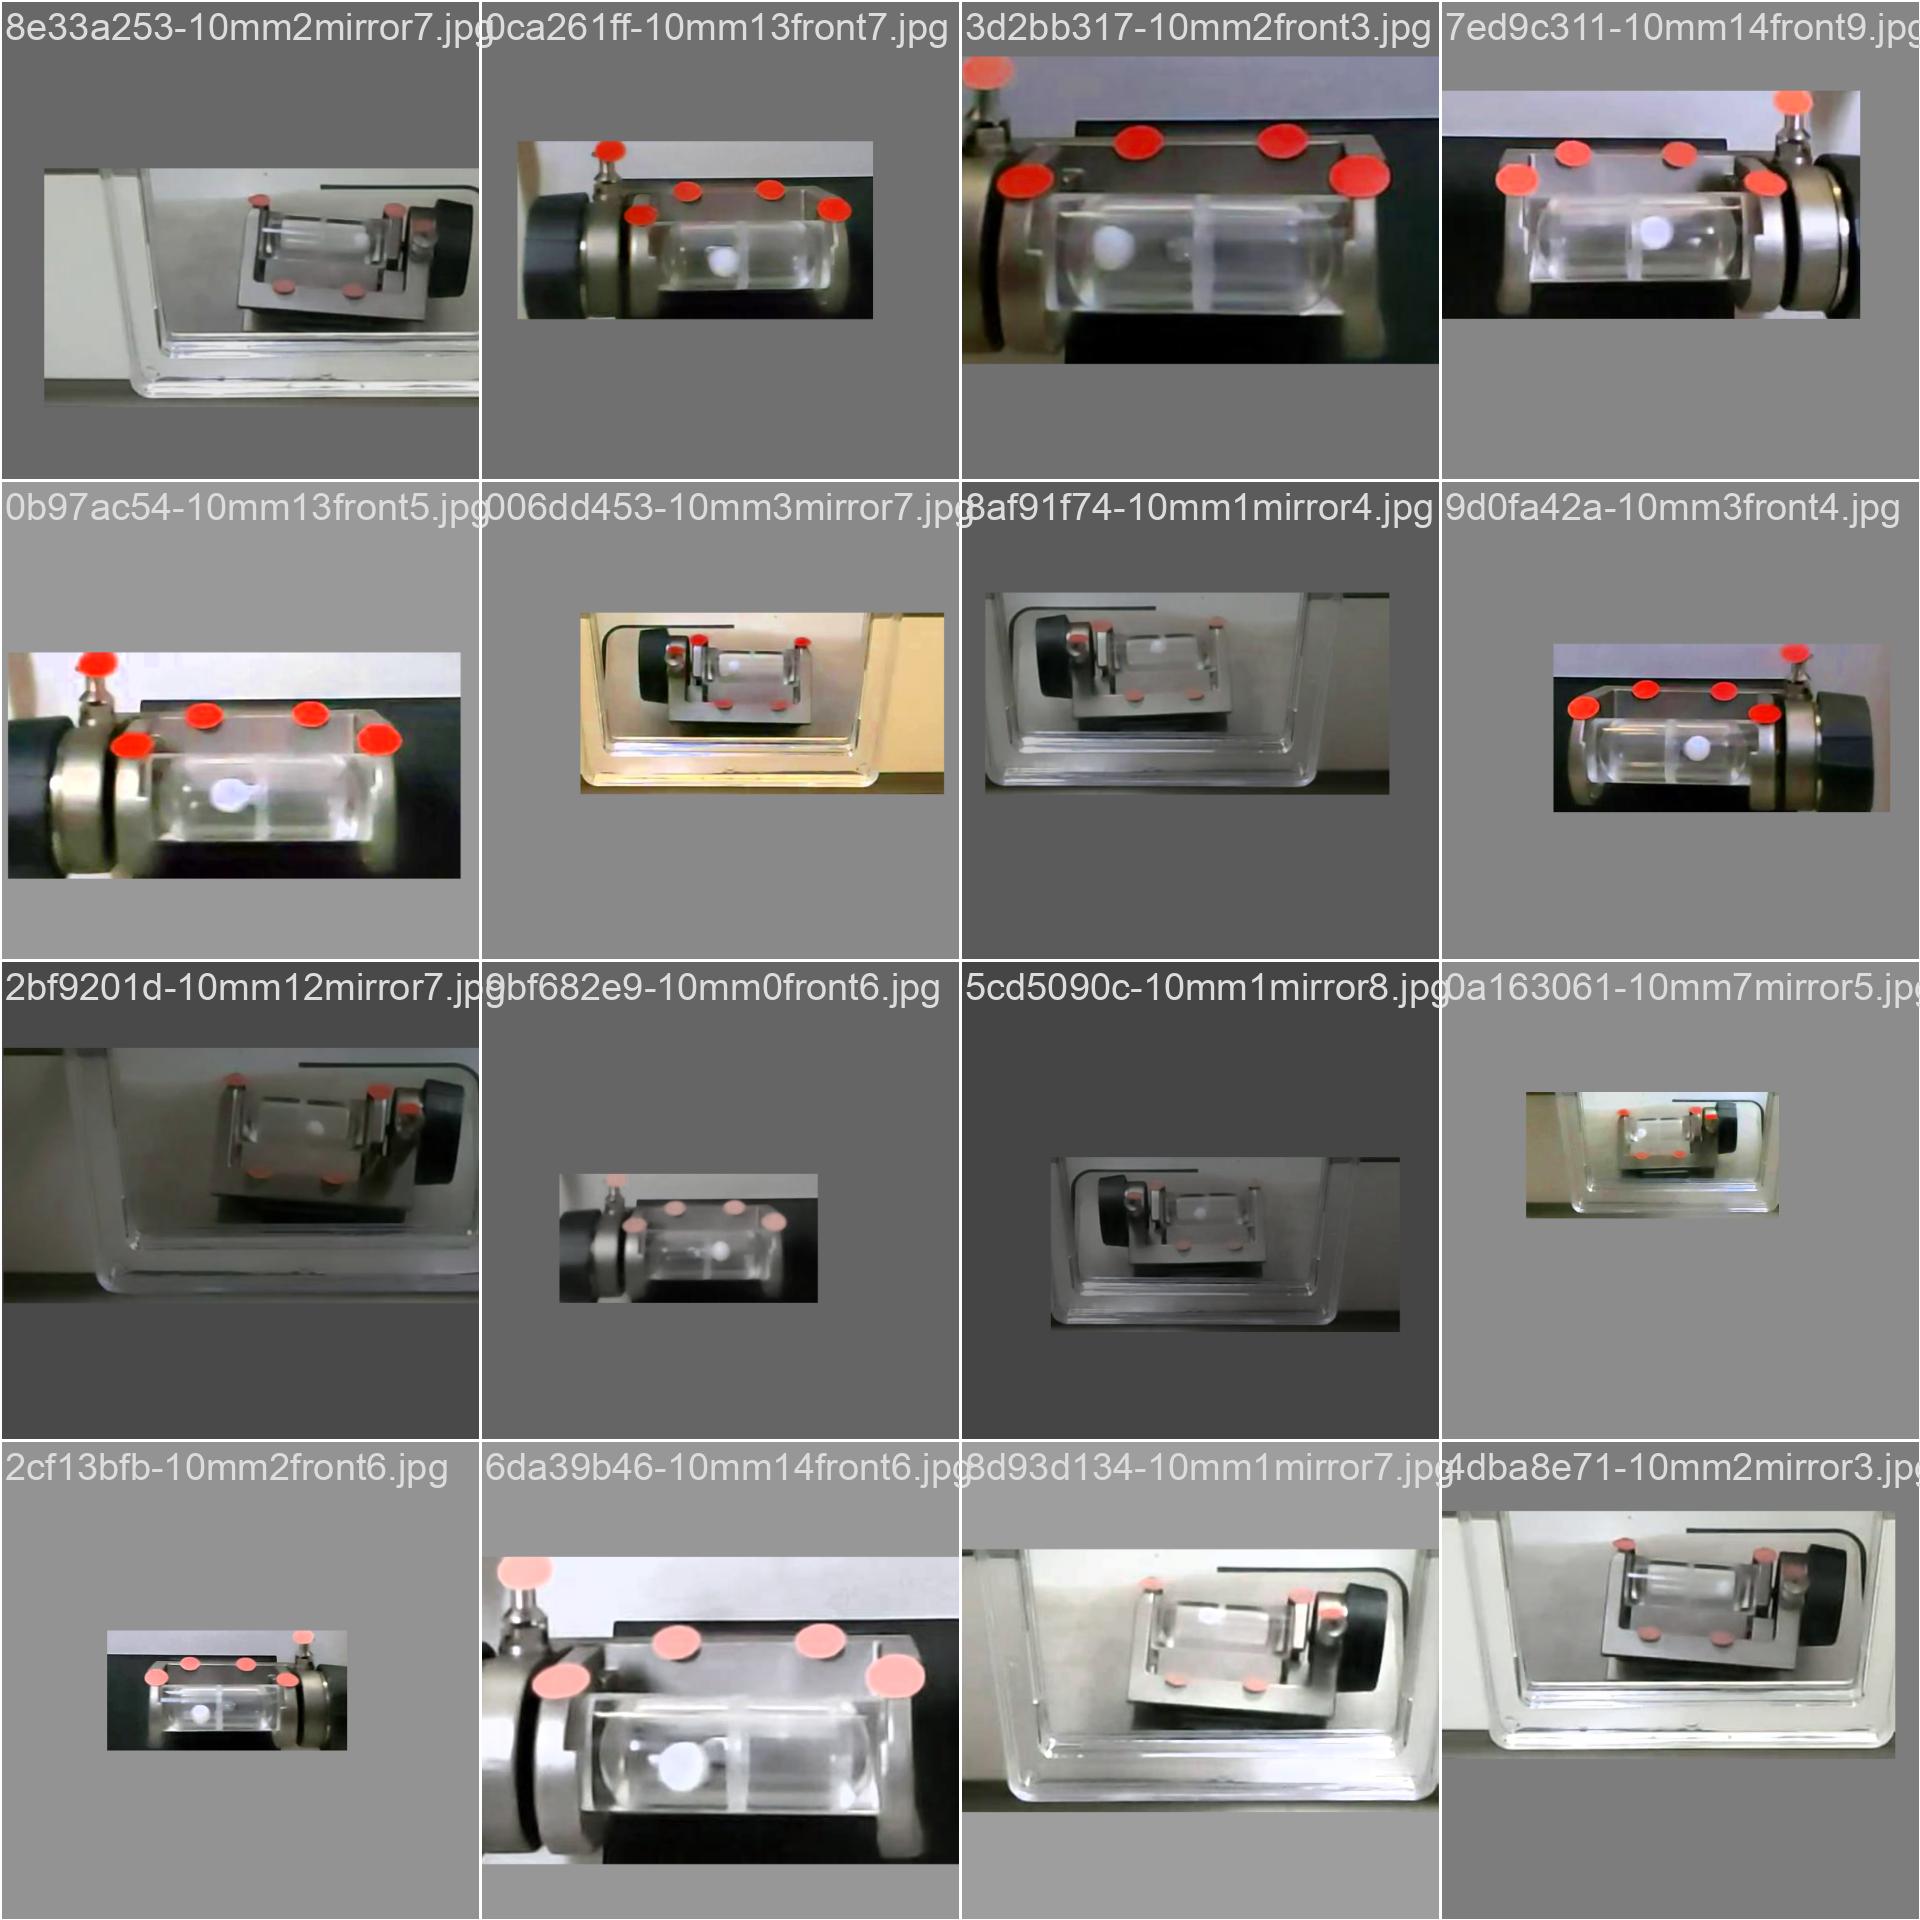 8e33a253-10mm2mirror7.jpg
0ca261ff-10mm13front7.jpg
3d2bb317-10mm2front3.jpg
7ed9c311-10mm14front9.jpg
0b97ac54-10mm13front5.jpg
006dd453-10mm3mirror7.jpg
8af91f74-10mm1mirror4.jpg
9d0fa42a-10mm3front4.jpg
2bf9201d-10mm12mirror7.jpg
9bf682e9-10mm0front6.jpg
5cd5090c-10mm1mirror8.jpg
0a163061-10mm7mirror5.jpg
2cf13bfb-10mm2front6.jpg
6da39b46-10mm14front6.jpg
8d93d134-10mm1mirror7.jpg
4dba8e71-10mm2mirror3.jpg